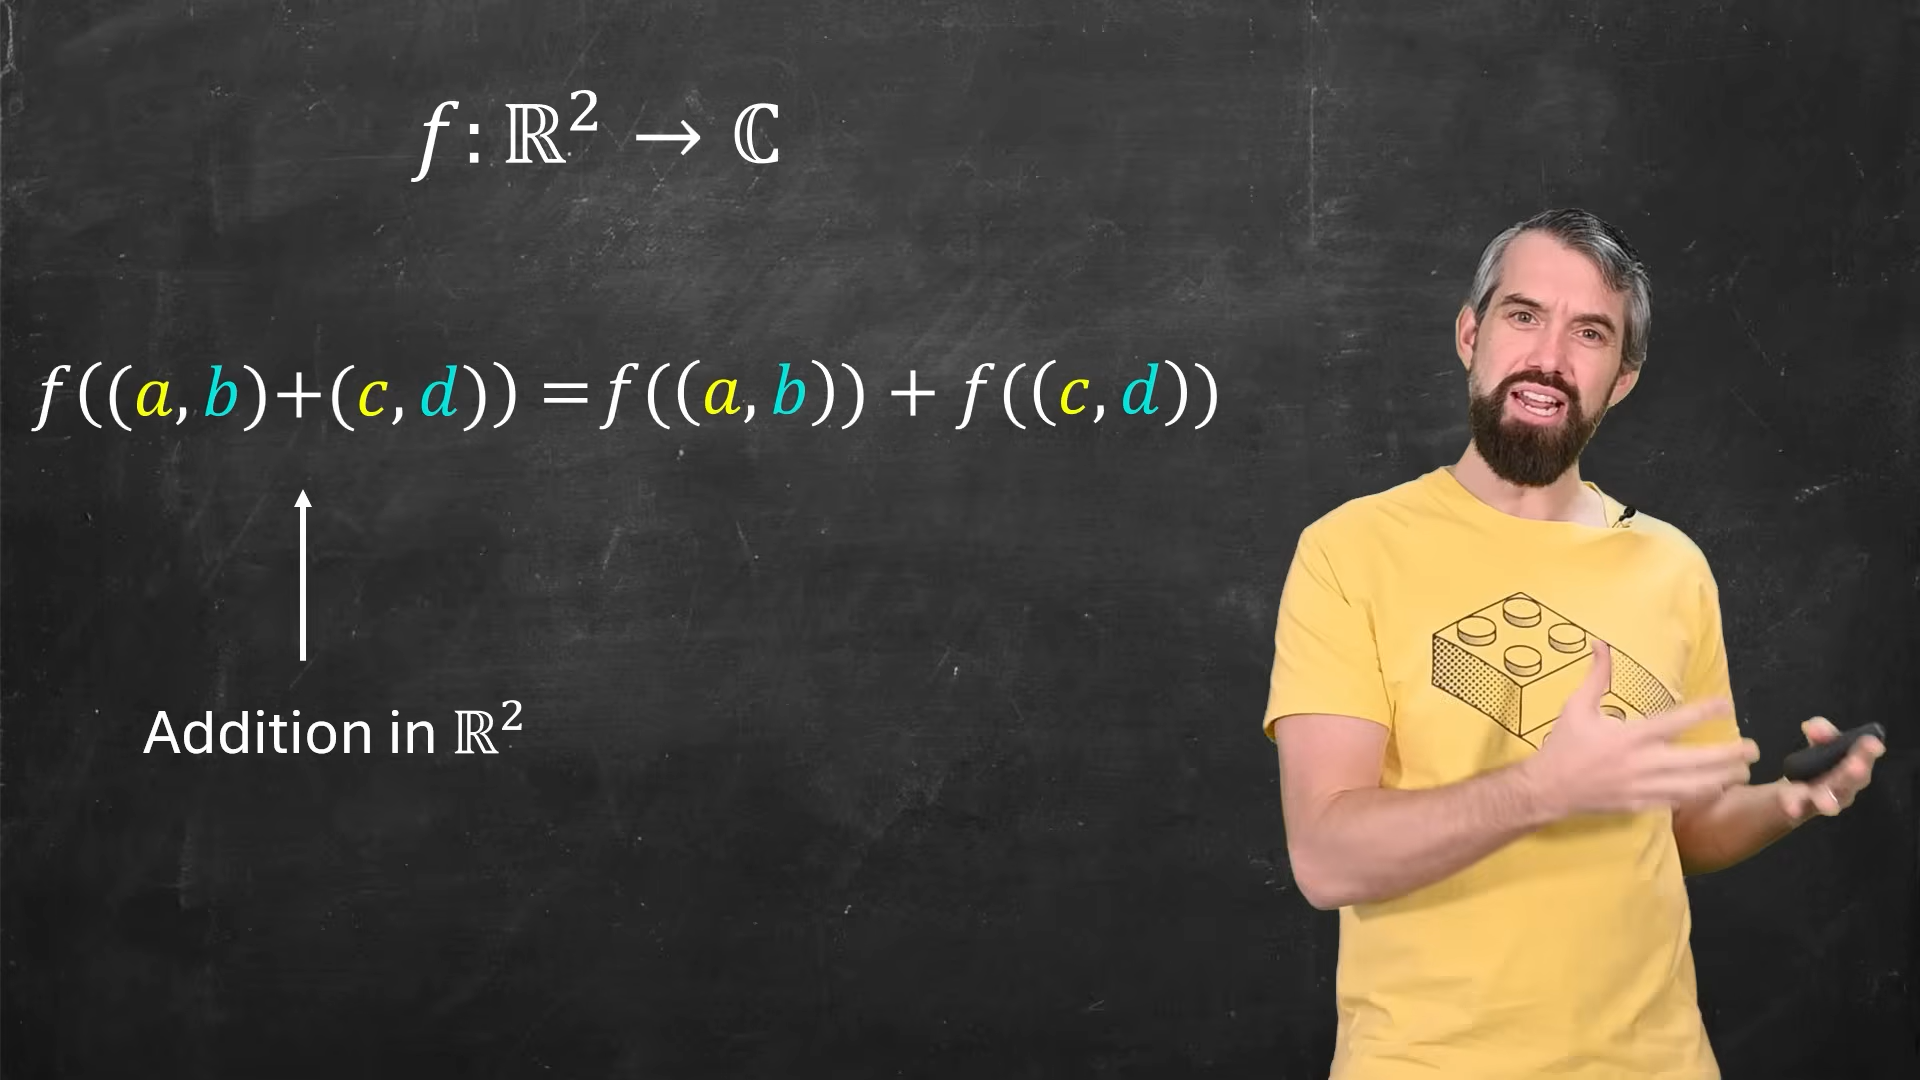 f: ℝ² → ℂ
f((a, b)+(c, d)) = f((a, b)) + f((c, d))
Addition in ℝ²